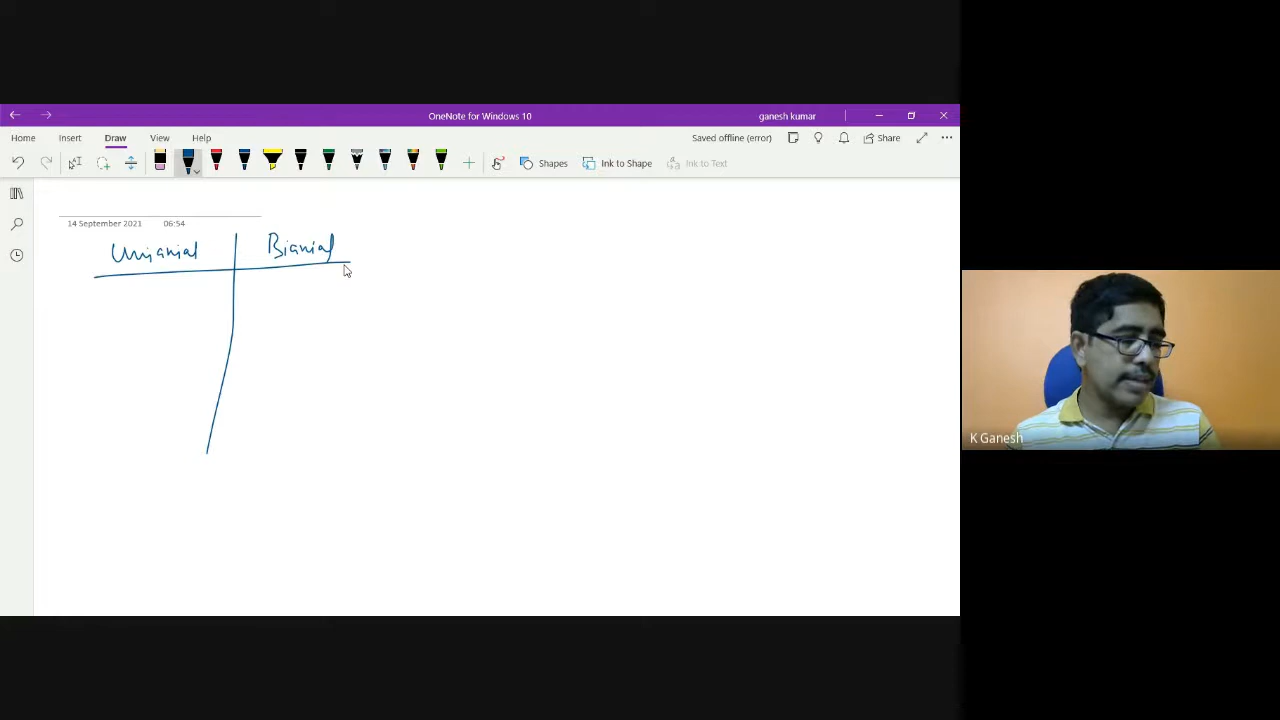 OneNote for Windows 10
ganesh kumar
Home Insert Draw View Help
Saved offline (error) Share
Shapes Ink to Shape Ink to Text
14 September 2021 06:54
Uniaxial Biaxial
K Ganesh